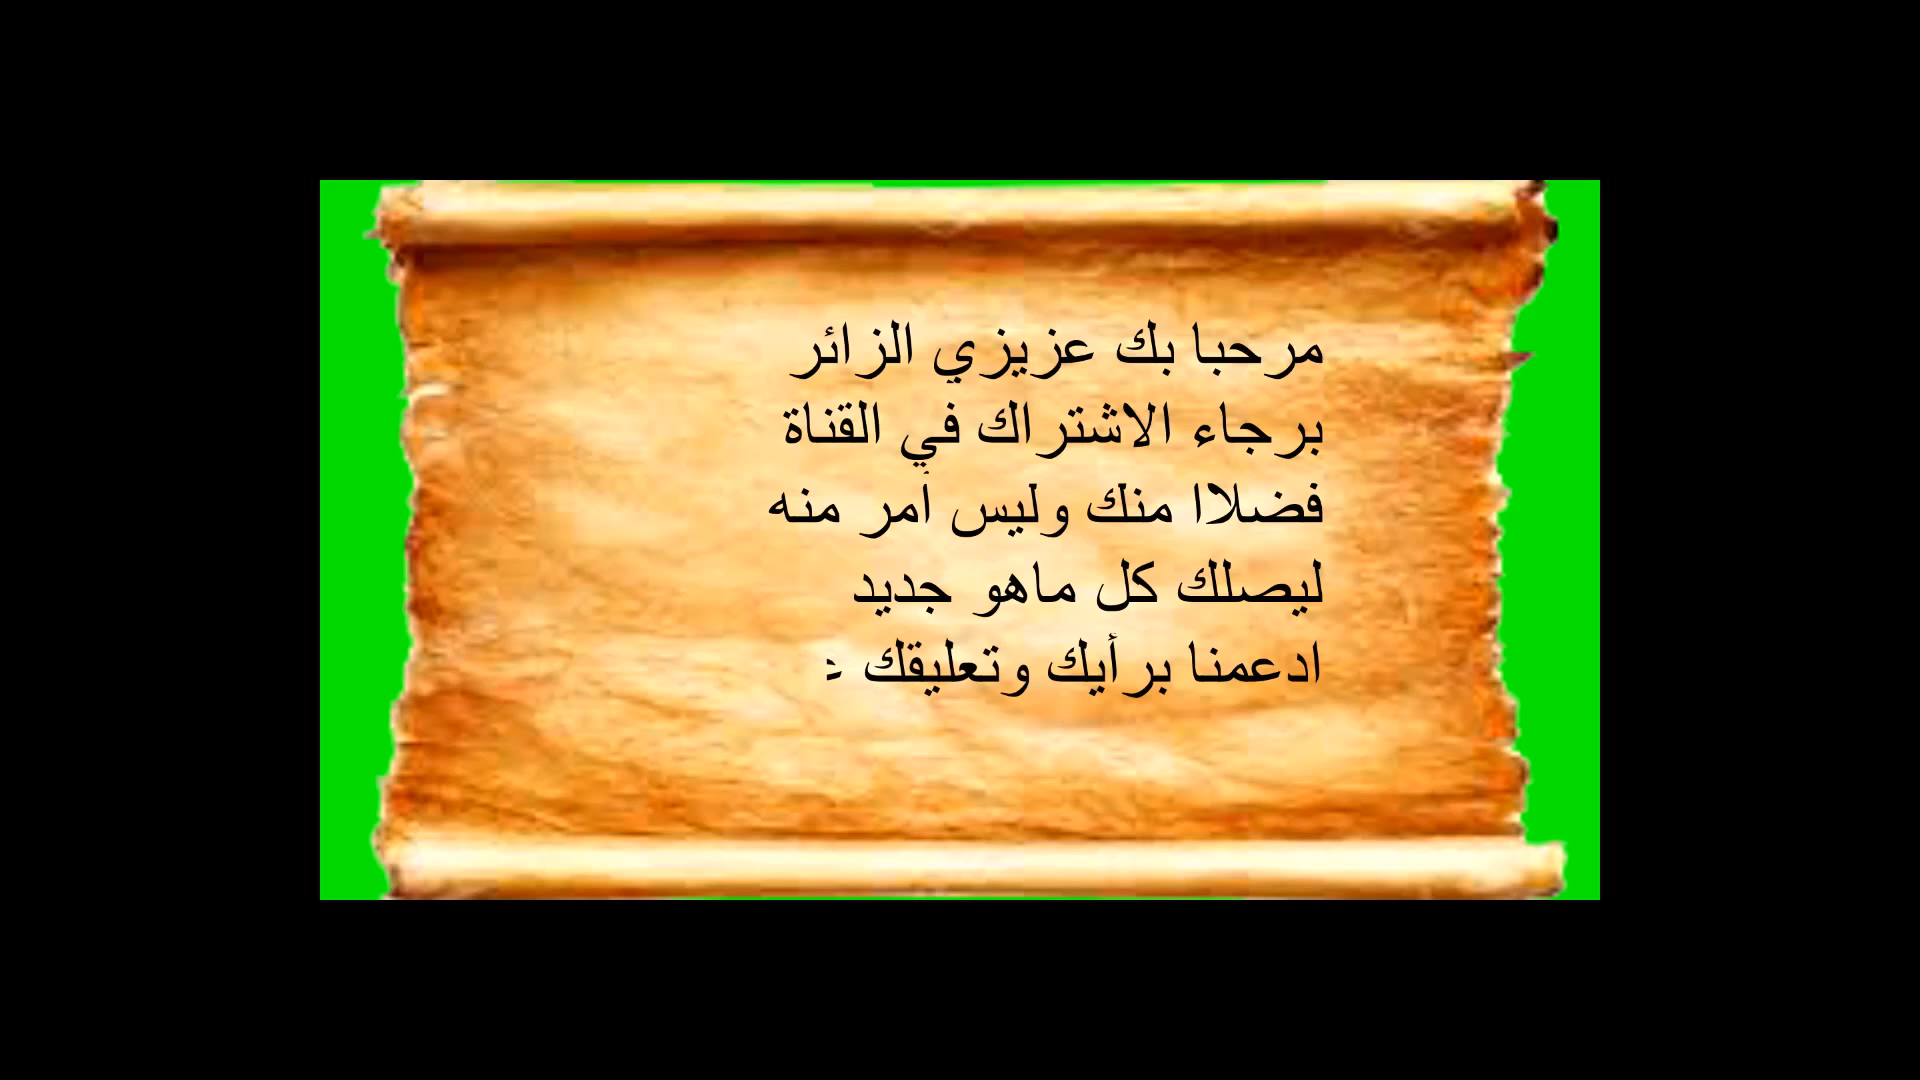 مرحبا بك عزيزي الزائر
برجاء الاشتراك في القناة
فضلاا منك وليس أمر منه
ليصلك كل ماهو جديد
ادعمنا برأيك وتعليقك